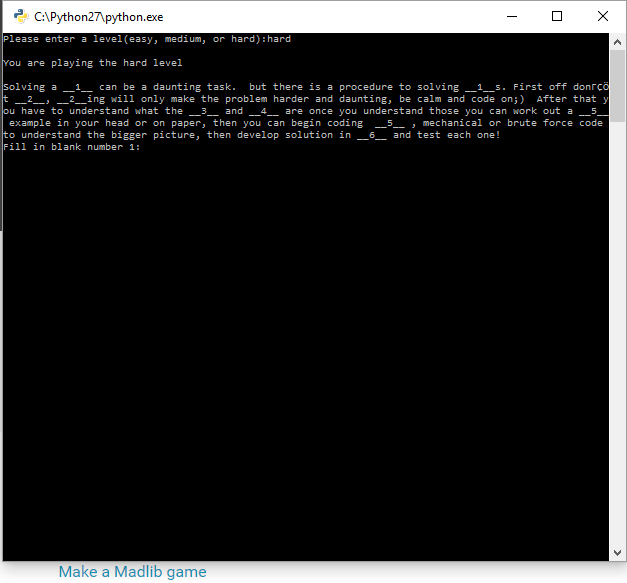 C:\Python27\python.exe
Please enter a level(easy, medium, or hard):hard
You are playing the hard level
Solving a __1__ can be a daunting task.  but there is a procedure to solving __1__s. First off donΓÇÖ
t __2__, __2__ing will only make the problem harder and daunting, be calm and code on;)  After that y
ou have to understand what the __3__ and __4__ are once you understand those you can work out a __5__
 example in your head or on paper, then you can begin coding  __5__ , mechanical or brute force code
to understand the bigger picture, then develop solution in __6__ and test each one!
Fill in blank number 1:
Make a Madlib game